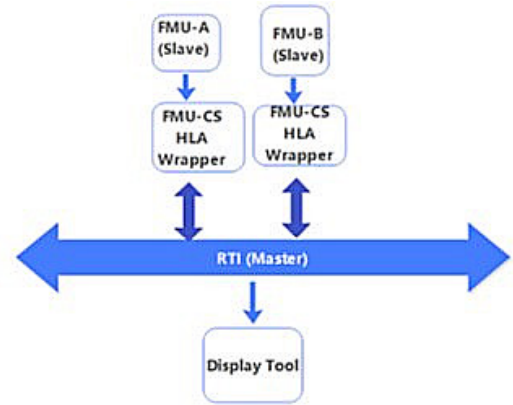 FMU-A
(Slave)
FMU-B
(Slave)
FMU-CS
HLA
Wrapper
FMU-CS
HLA
Wrapper
RTI (Master)
Display Tool